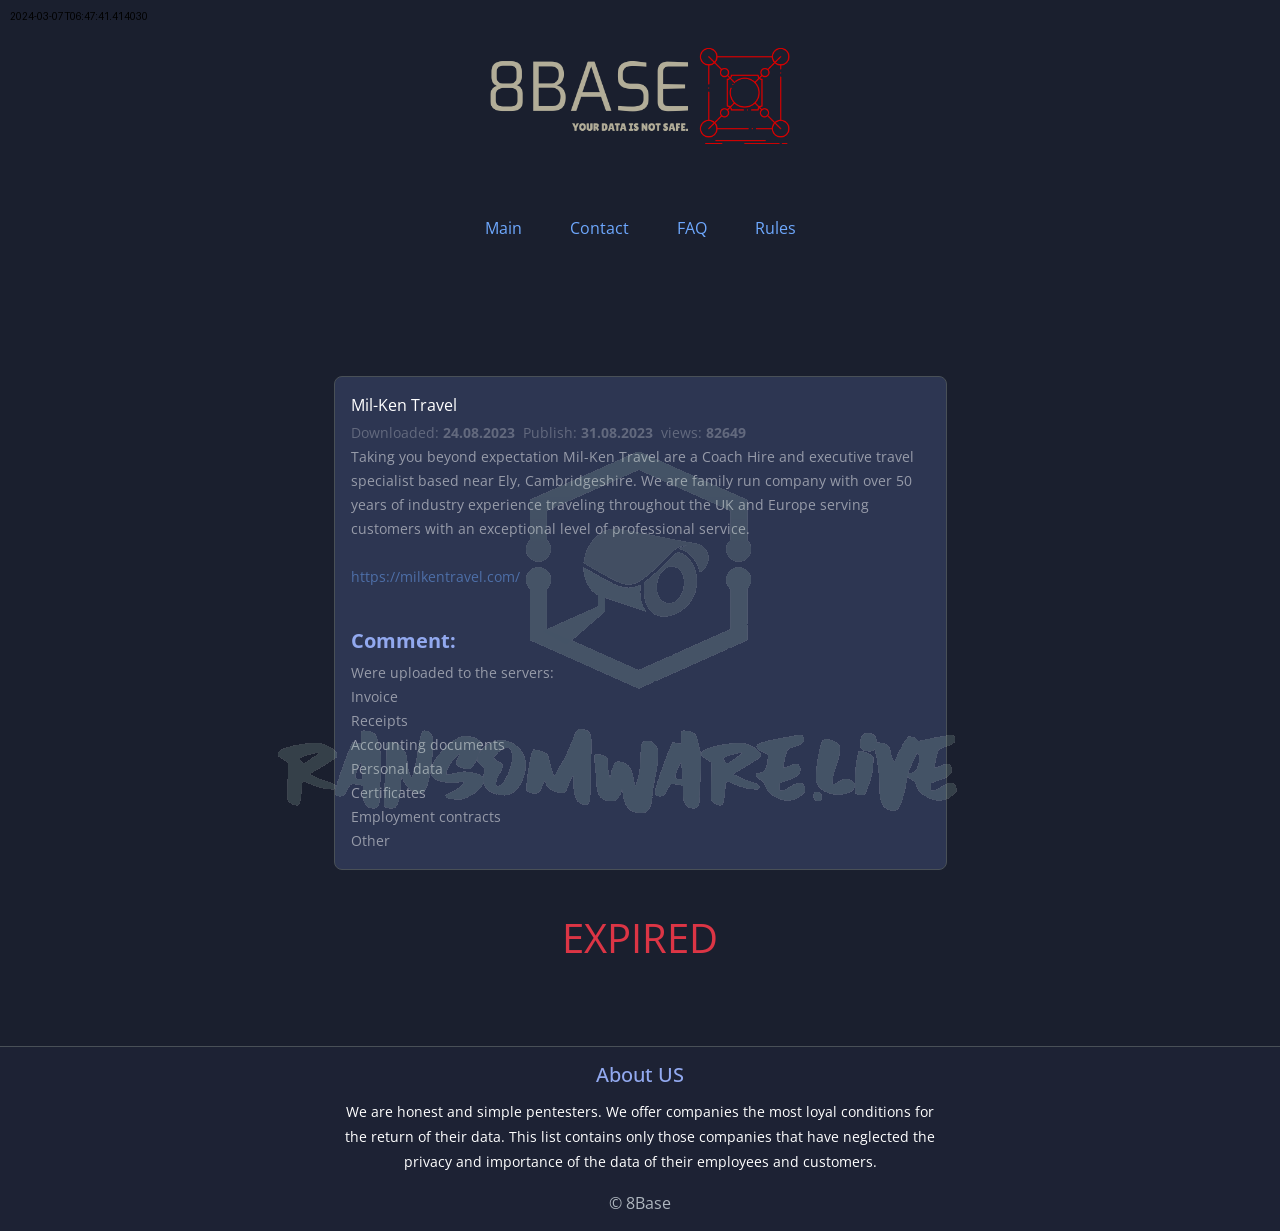 2024-03-07T06:47:41.414030
8BASE
YOUR DATA IS NOT SAFE.
Main Contact FAQ Rules
Mil-Ken Travel
Downloaded: 24.08.2023 Publish: 31.08.2023 views: 82649
Taking you beyond expectation Mil-Ken Travel are a Coach Hire and executive travel
specialist based near Ely, Cambridgeshire. We are family run company with over 50
years of industry experience traveling throughout the UK and Europe serving
customers with an exceptional level of professional service.
https://milkentravel.com/
Comment:
Were uploaded to the servers:
Invoice
Receipts
Accounting documents
Personal data
Certificates
Employment contracts
Other
RANSOMWARE.LIVE
EXPIRED
About US
We are honest and simple pentesters. We offer companies the most loyal conditions for
the return of their data. This list contains only those companies that have neglected the
privacy and importance of the data of their employees and customers.
© 8Base